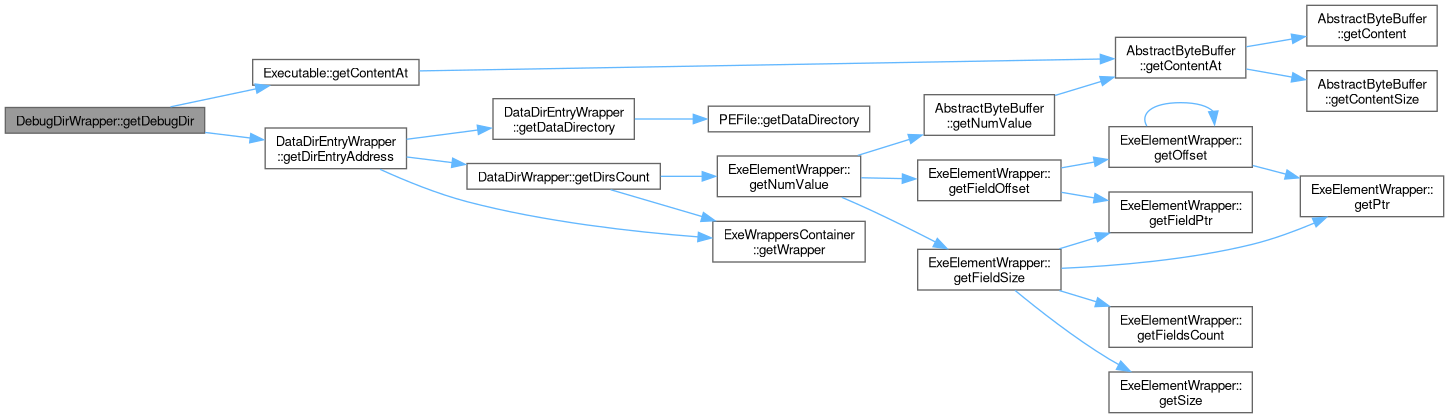 DebugDirWrapper::getDebugDir
Executable::getContentAt
DataDirEntryWrapper
::getDirEntryAddress
DataDirEntryWrapper
::getDataDirectory
DataDirWrapper::getDirsCount
PEFile::getDataDirectory
ExeElementWrapper::
getNumValue
ExeWrappersContainer
::getWrapper
AbstractByteBuffer
::getNumValue
ExeElementWrapper::
getFieldOffset
ExeElementWrapper::
getFieldSize
AbstractByteBuffer
::getContentAt
ExeElementWrapper::
getOffset
ExeElementWrapper::
getFieldPtr
ExeElementWrapper::
getFieldsCount
ExeElementWrapper::
getSize
AbstractByteBuffer
::getContent
AbstractByteBuffer
::getContentSize
ExeElementWrapper::
getPtr